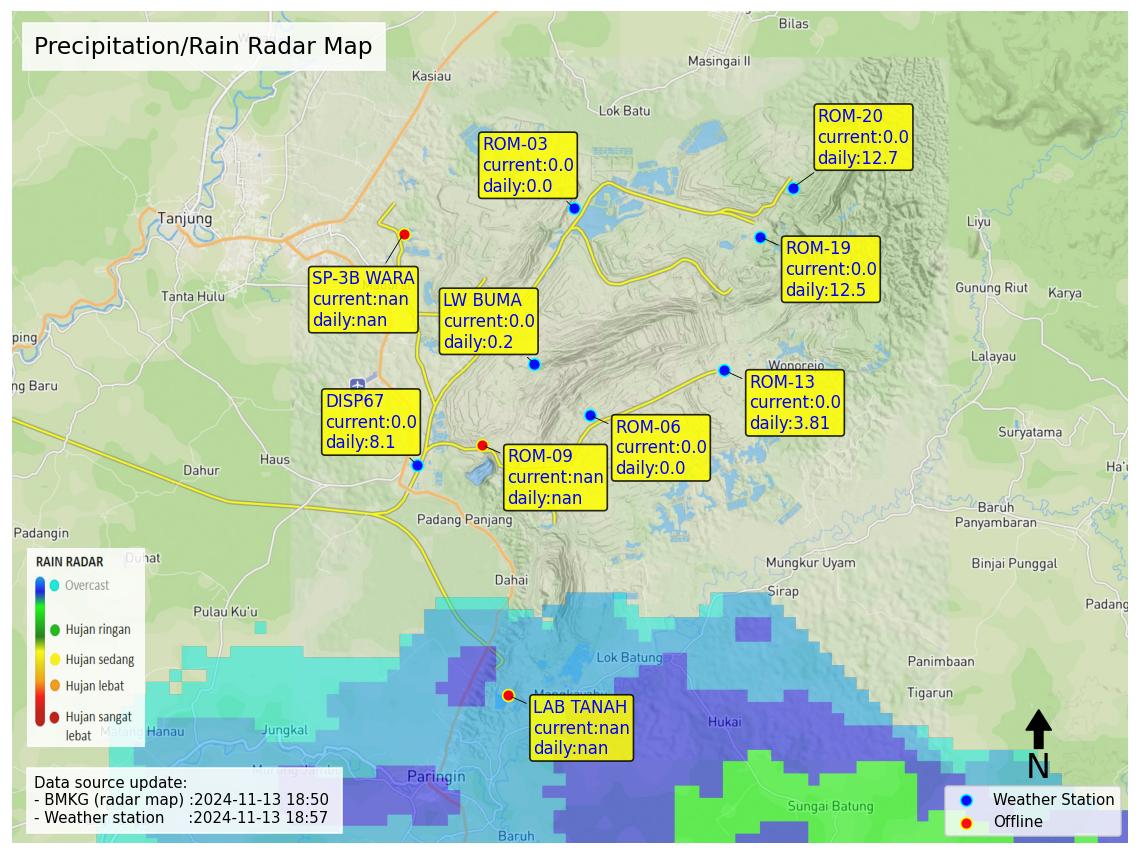 Precipitation/Rain Radar Map
Bilas
Masingai II
Kasiau
Lok Batu
ROM-20
current:0.0
daily:12.7
ROM-03
current:0.0
daily:0.0
Tanjung
Liyu
ROM-19
current:0.0
daily:12.5
SP-3B WARA
current:nan
daily:nan
Tanta Hulu
LW BUMA
current:0.0
daily:0.2
Gunung Riut
Karya
ping
Lalayau
Wonorejo
ng Baru
ROM-13
current:0.0
daily:3.81
DISP67
current:0.0
daily:8.1
ROM-06
current:0.0
daily:0.0
ROM-09
current:nan
daily:nan
Suryatama
Haus
Dahur
Ha'u
Baruh
Panyambaran
Padang Panjang
Padangin
Duhat
Mungkur Uyam
Binjai Punggal
Dahai
Sirap
Padang
Pulau Ku'u
RAIN RADAR
Overcast
Hujan ringan
Hujan sedang
Hujan lebat
Hujan sangat
lebat
Lok Batung
Panimbaan
Tigarun
LAB TANAH
current:nan
daily:nan
Hukai
Jungkal
Matang Hanau
Paringin
Sungai Batung
Baruh
N
Data source update:
- BMKG (radar map) :2024-11-13 18:50
- Weather station :2024-11-13 18:57
Weather Station
Offline